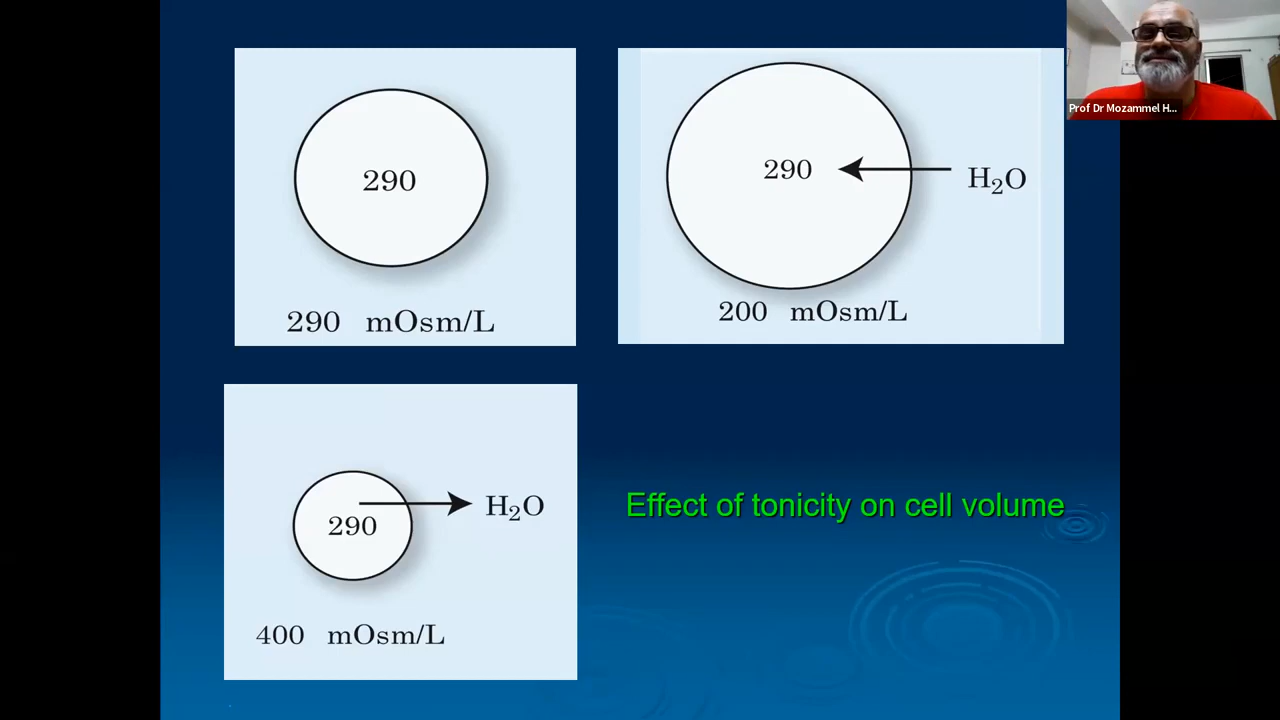 290
290 mOsm/L
290
H₂O
200 mOsm/L
Prof Dr Mozammel H...
290
H₂O
400 mOsm/L
Effect of tonicity on cell volume